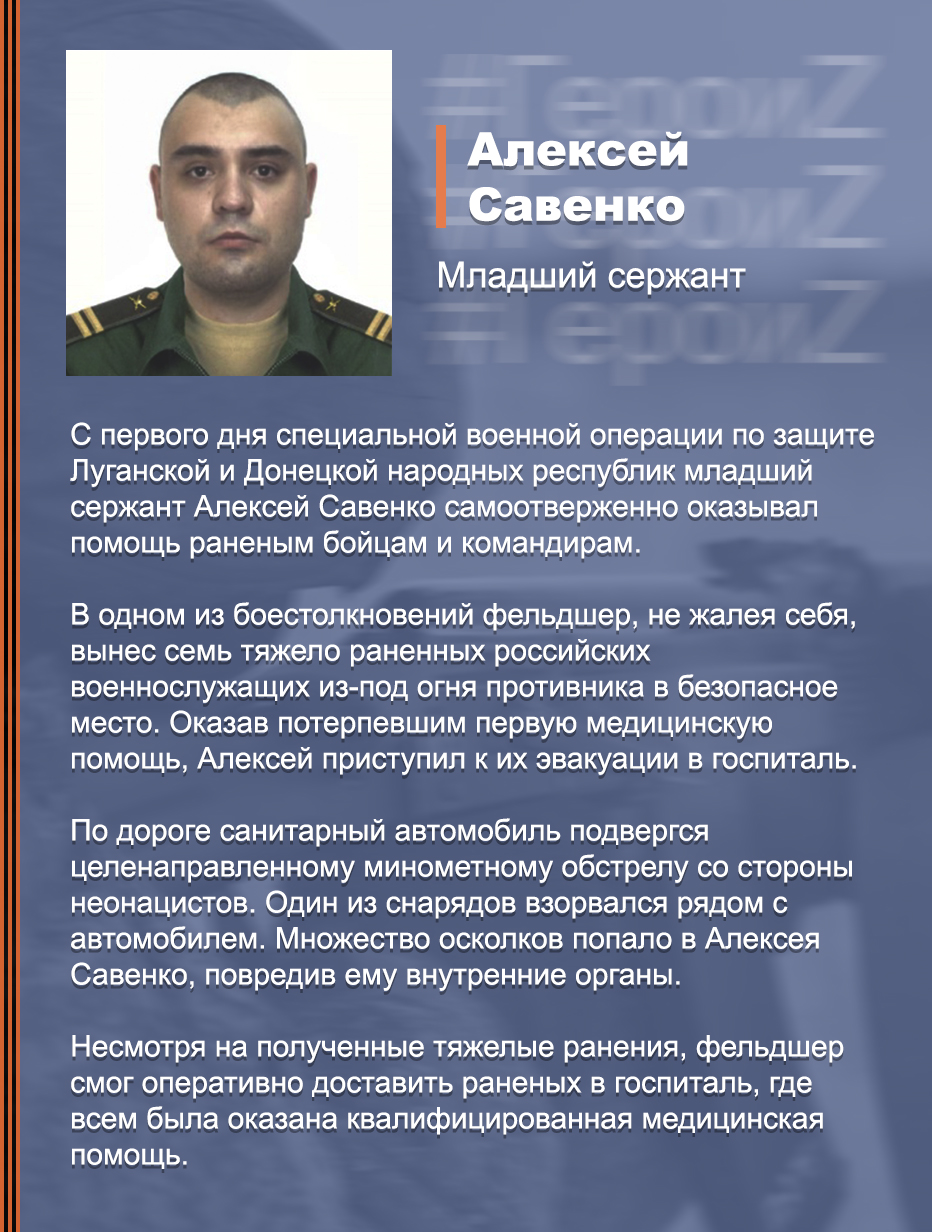 #ГероиZ
Алексей
#ГероиZ
Савенко
Младший сержант
#ГероиZ
С первого дня специальной военной операции по защите
Луганской и Донецкой народных республик младший
сержант Алексей Савенко самоотверженно оказывал
помощь раненым бойцам и командирам.
В одном из боестолкновений фельдшер, не жалея себя,
вынес семь тяжело раненных российских
военнослужащих из-под огня противника в безопасное
место. Оказав потерпевшим первую медицинскую
помощь, Алексей приступил к их эвакуации в госпиталь.
По дороге санитарный автомобиль подвергся
целенаправленному минометному обстрелу со стороны
неонацистов. Один из снарядов взорвался рядом с
автомобилем. Множество осколков попало в Алексея
Савенко, повредив ему внутренние органы.
Несмотря на полученные тяжелые ранения, фельдшер
смог оперативно доставить раненых в госпиталь, где
всем была оказана квалифицированная медицинская
помощь.